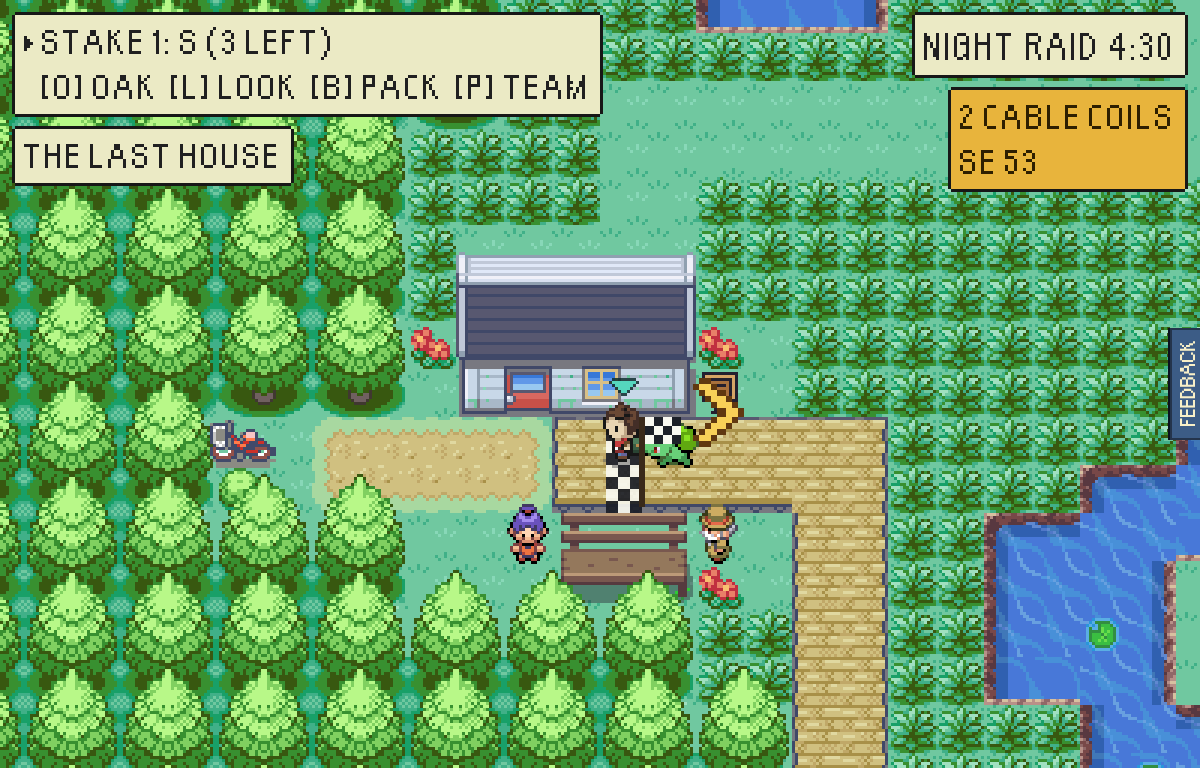 ▸STAKE 1: S (3 LEFT)
[O] OAK [L] LOOK [B] PACK [P] TEAM
THE LAST HOUSE
NIGHT RAID 4:30
2 CABLE COILS
SE 53
FEEDBACK